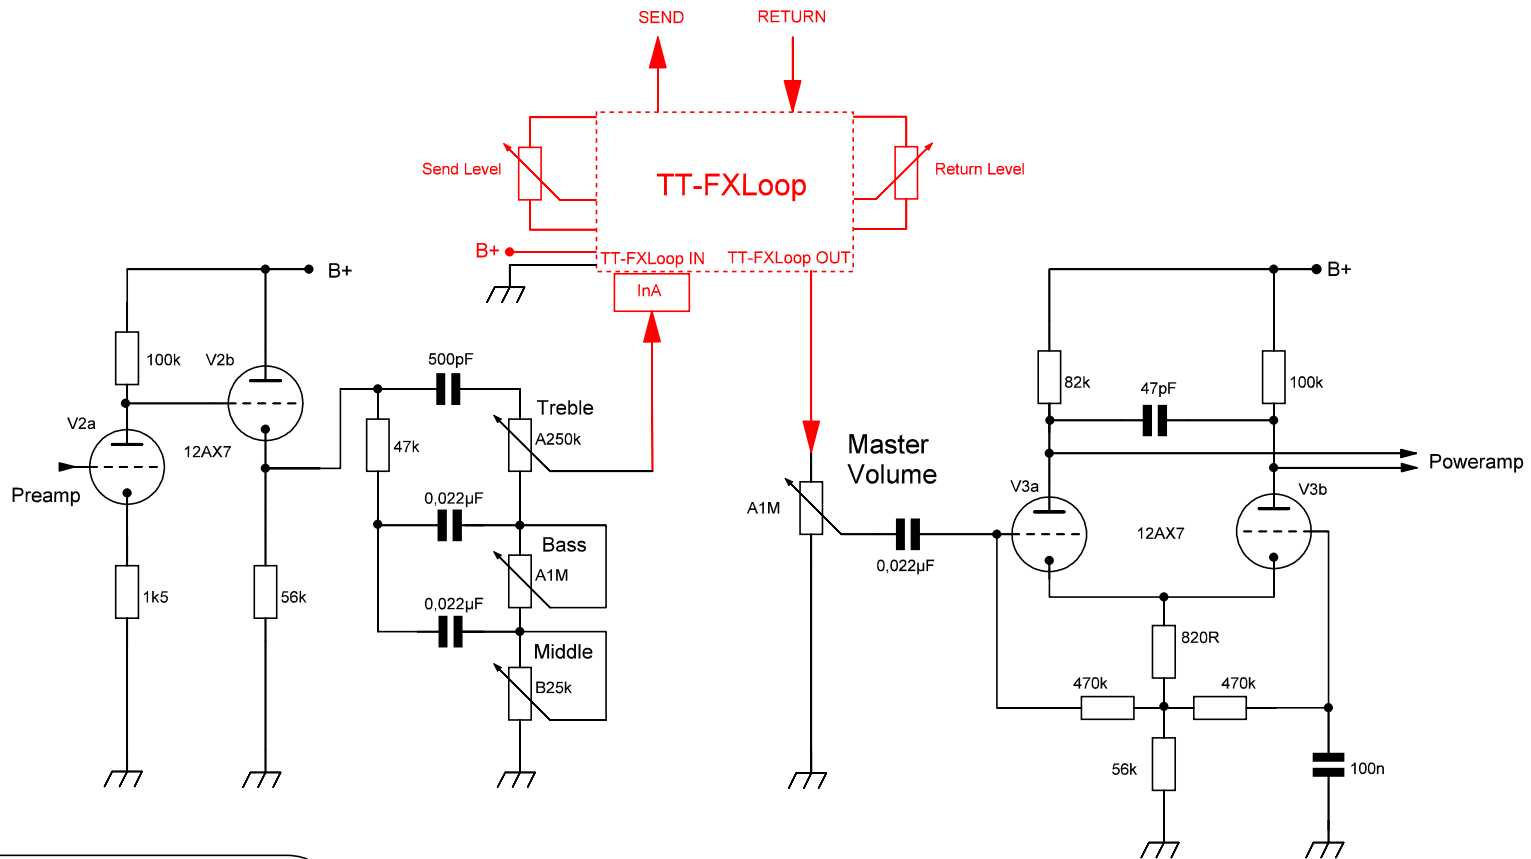 SEND
RETURN
Send Level
TT-FXLoop
Return Level
B+
TT-FXLoop IN
TT-FXLoop OUT
InA
B+
B+
100k
V2b
V2a
12AX7
Preamp
1k5
56k
500pF
Treble
A250k
47k
0,022µF
Bass
A1M
0,022µF
Middle
B25k
Master
Volume
A1M
0,022µF
82k
47pF
100k
Poweramp
V3a
V3b
12AX7
820R
470k
470k
56k
100n